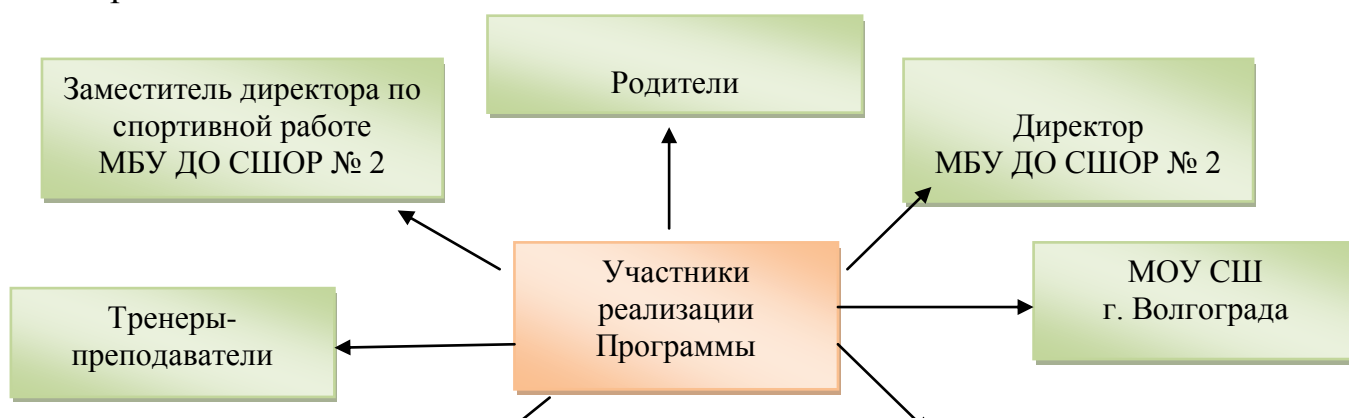 Родители
Заместитель директора по
спортивной работе
МБУ ДО СШОР № 2
Директор
МБУ ДО СШОР № 2
Участники
реализации
Программы
МОУ СШ
г. Волгограда
Тренеры-
преподаватели